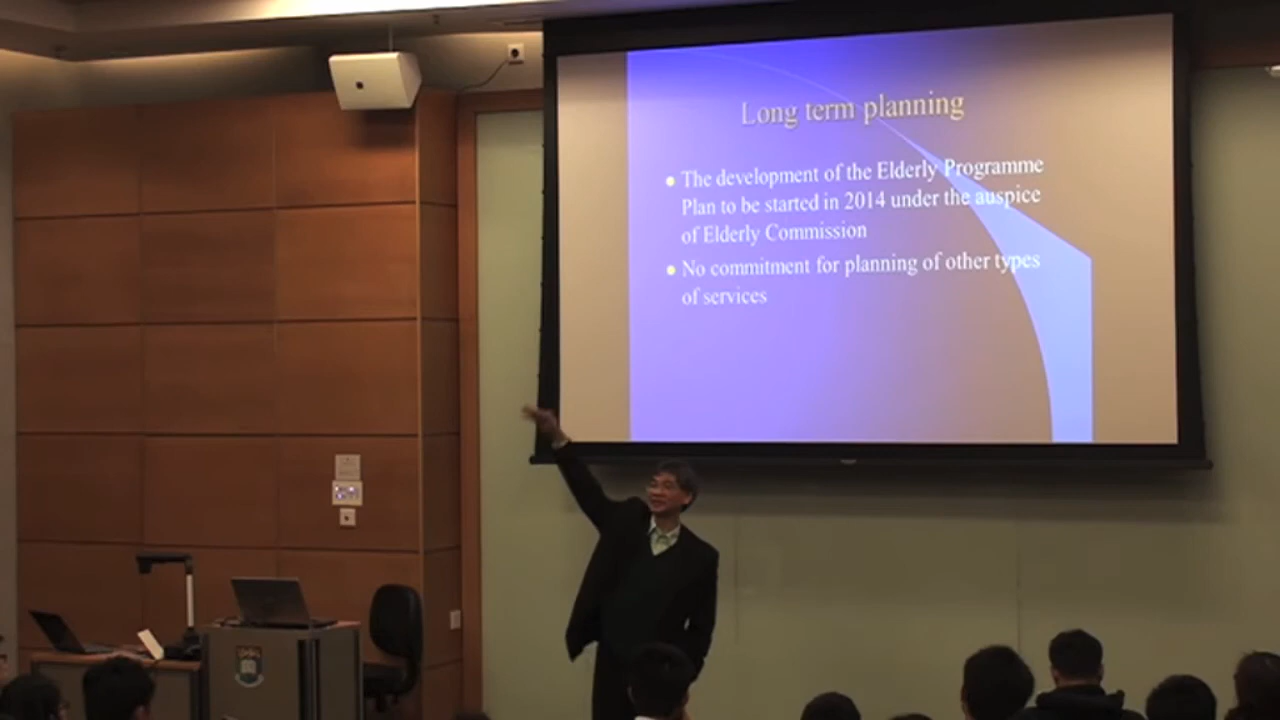 Long term planning
The development of the Elderly Programme
Plan to be started in 2014 under the auspice
of Elderly Commission
No commitment for planning of other types
of services